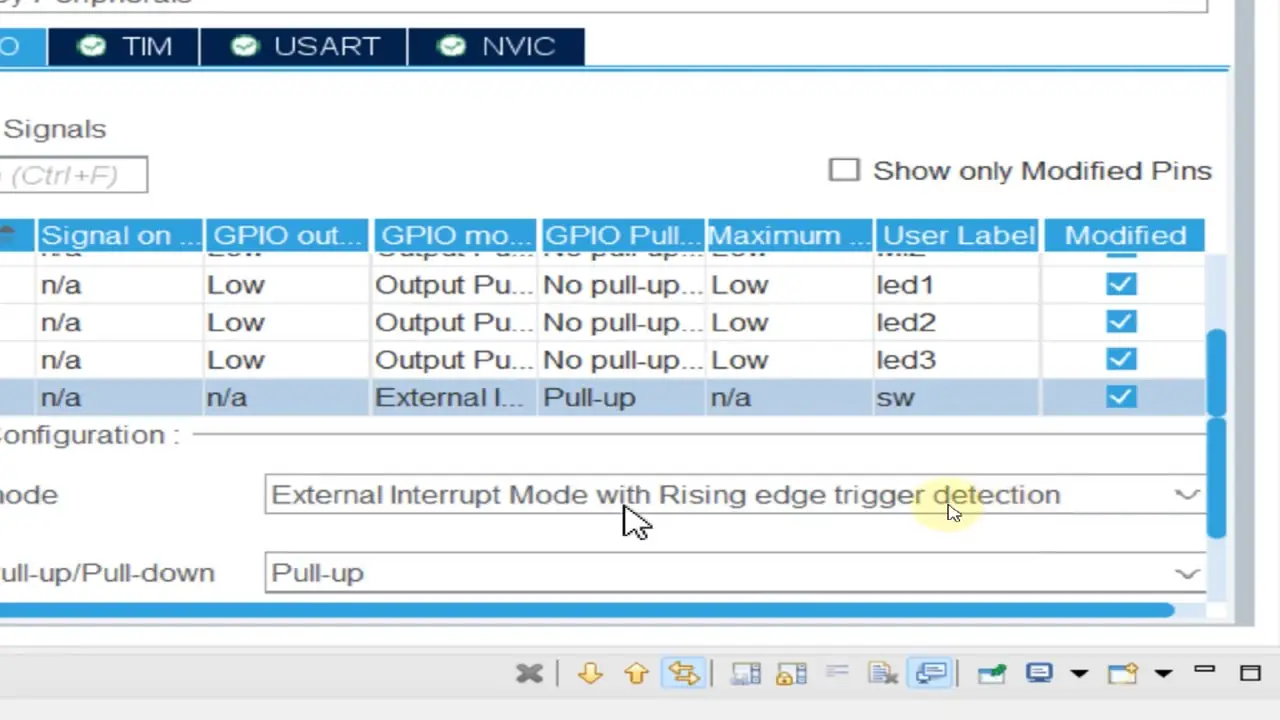 by Peripherals
O TIM USART NVIC
Signals
(Ctrl+F)
Show only Modified Pins
Signal on ... GPIO out... GPIO mo... GPIO Pull... Maximum ... User Label Modified
n/a Low Output Pu... No pull-up... Low led1
n/a Low Output Pu... No pull-up... Low led2
n/a Low Output Pu... No pull-up... Low led3
n/a n/a External I... Pull-up n/a sw
Configuration :
mode External Interrupt Mode with Rising edge trigger detection
Pull-up/Pull-down Pull-up